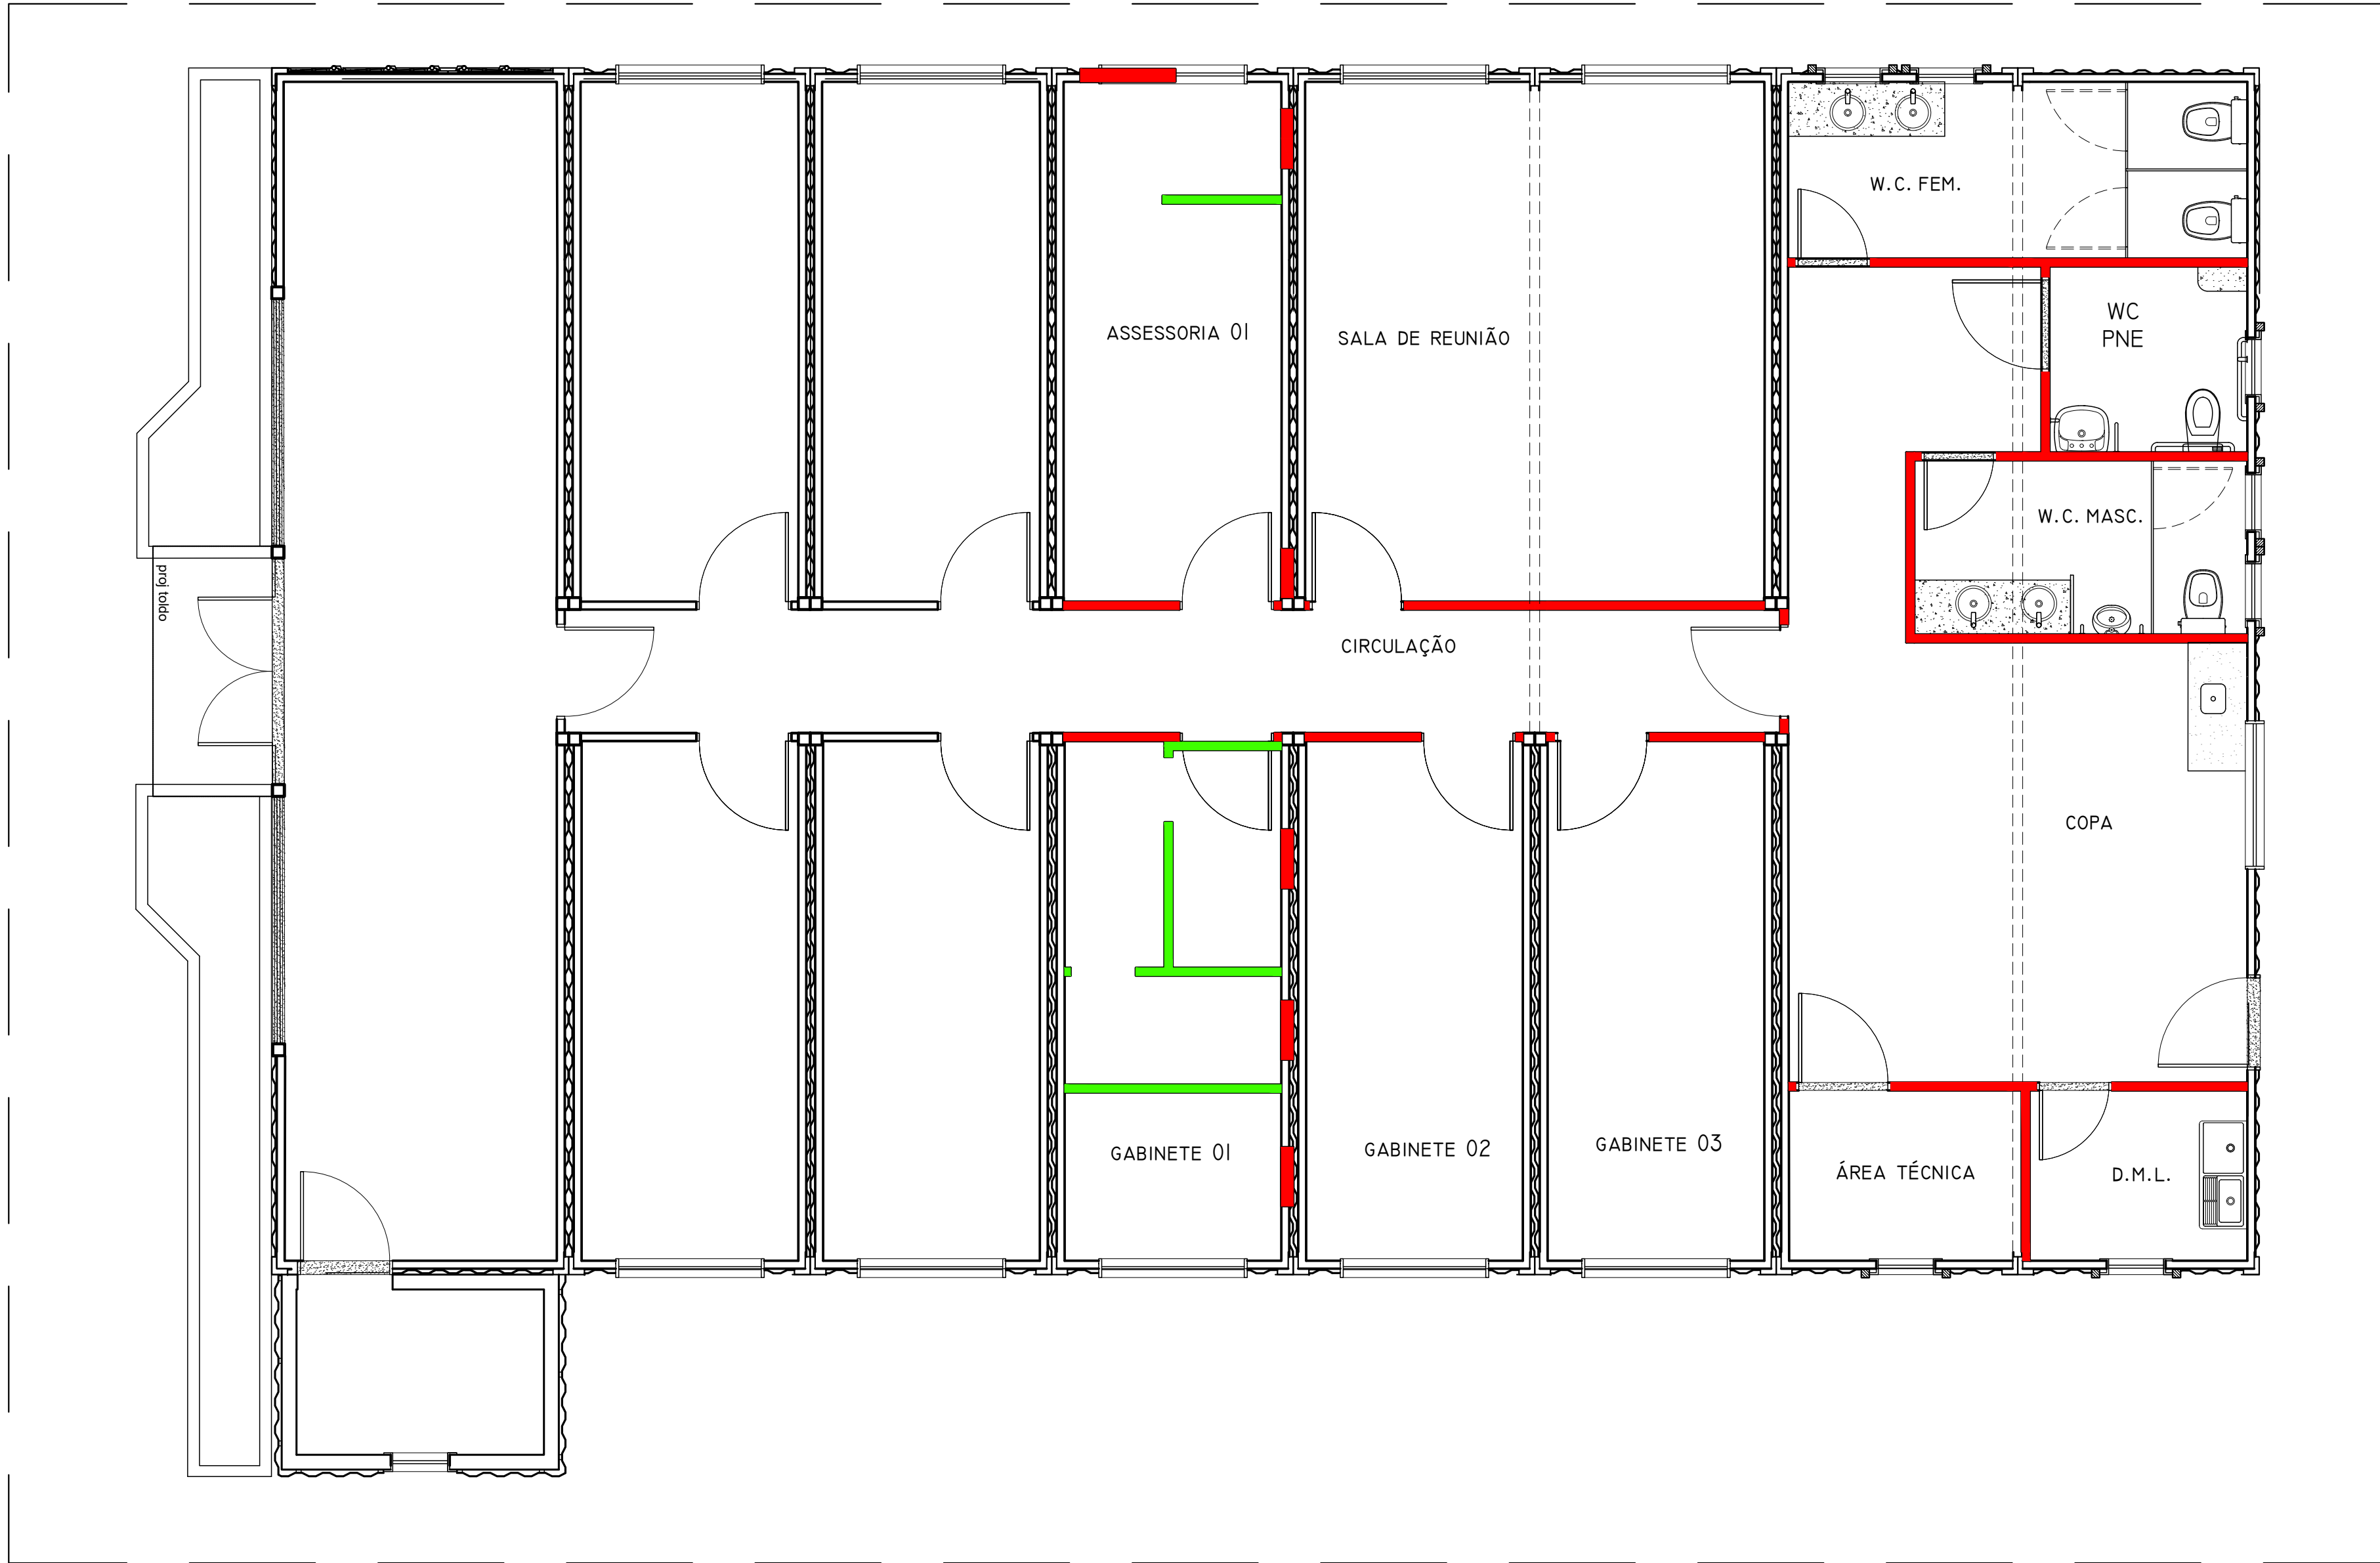 W.C. FEM.
WC
PNE
ASSESSORIA 01
SALA DE REUNIÃO
W.C. MASC.
proj toldo
CIRCULAÇÃO
COPA
GABINETE 01
GABINETE 02
GABINETE 03
ÁREA TÉCNICA
D.M.L.